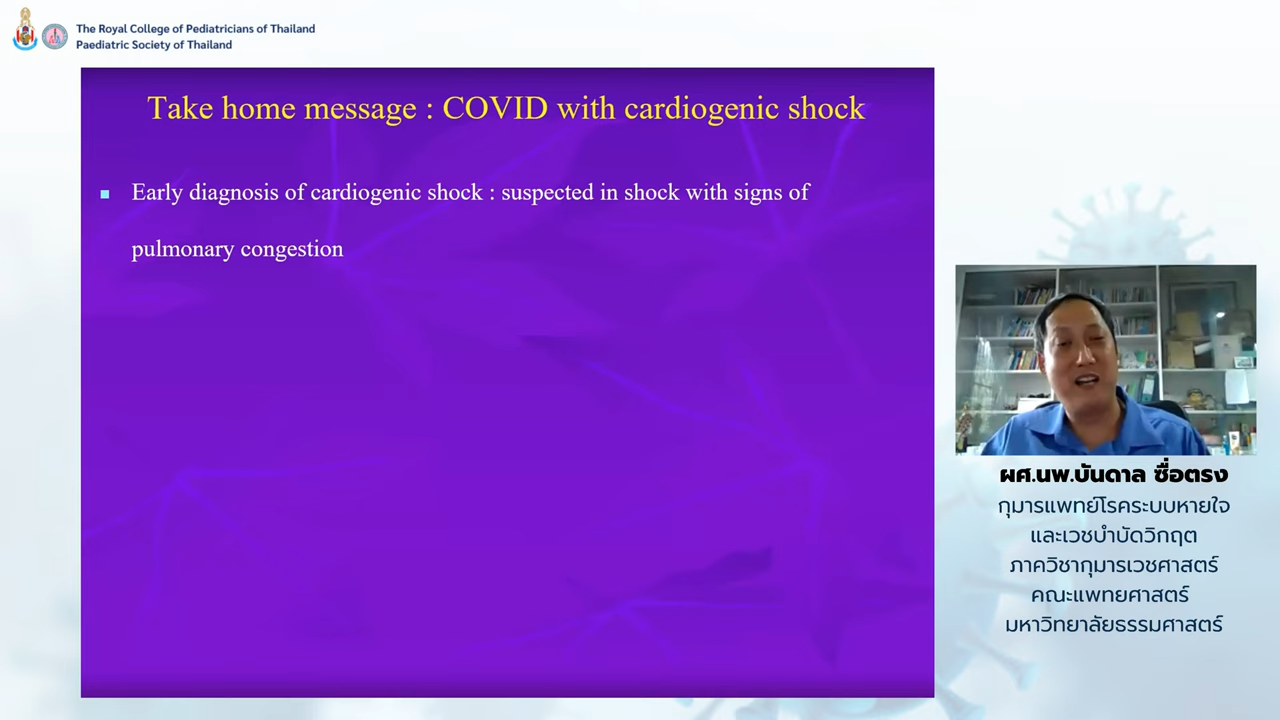 The Royal College of Pediatricians of Thailand
Paediatric Society of Thailand
Take home message : COVID with cardiogenic shock
Early diagnosis of cardiogenic shock : suspected in shock with signs of
pulmonary congestion
ผศ.นพ.บันดาล ซื่อตรง
กุมารแพทย์โรคระบบหายใจ
และเวชบำบัดวิกฤต
ภาควิชากุมารเวชศาสตร์
คณะแพทยศาสตร์
มหาวิทยาลัยธรรมศาสตร์